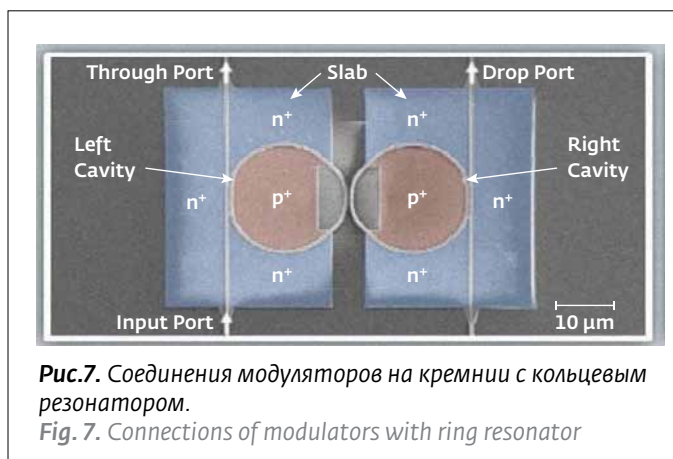 Through Port
Slab
Drop Port
n⁺
n⁺
Left
Cavity
Right
Cavity
n⁺
p⁺
p⁺
n⁺
n⁺
n⁺
Input Port
10 µm
Рис.7. Соединения модуляторов на кремнии с кольцевым
резонатором.
Fig. 7. Connections of modulators with ring resonator